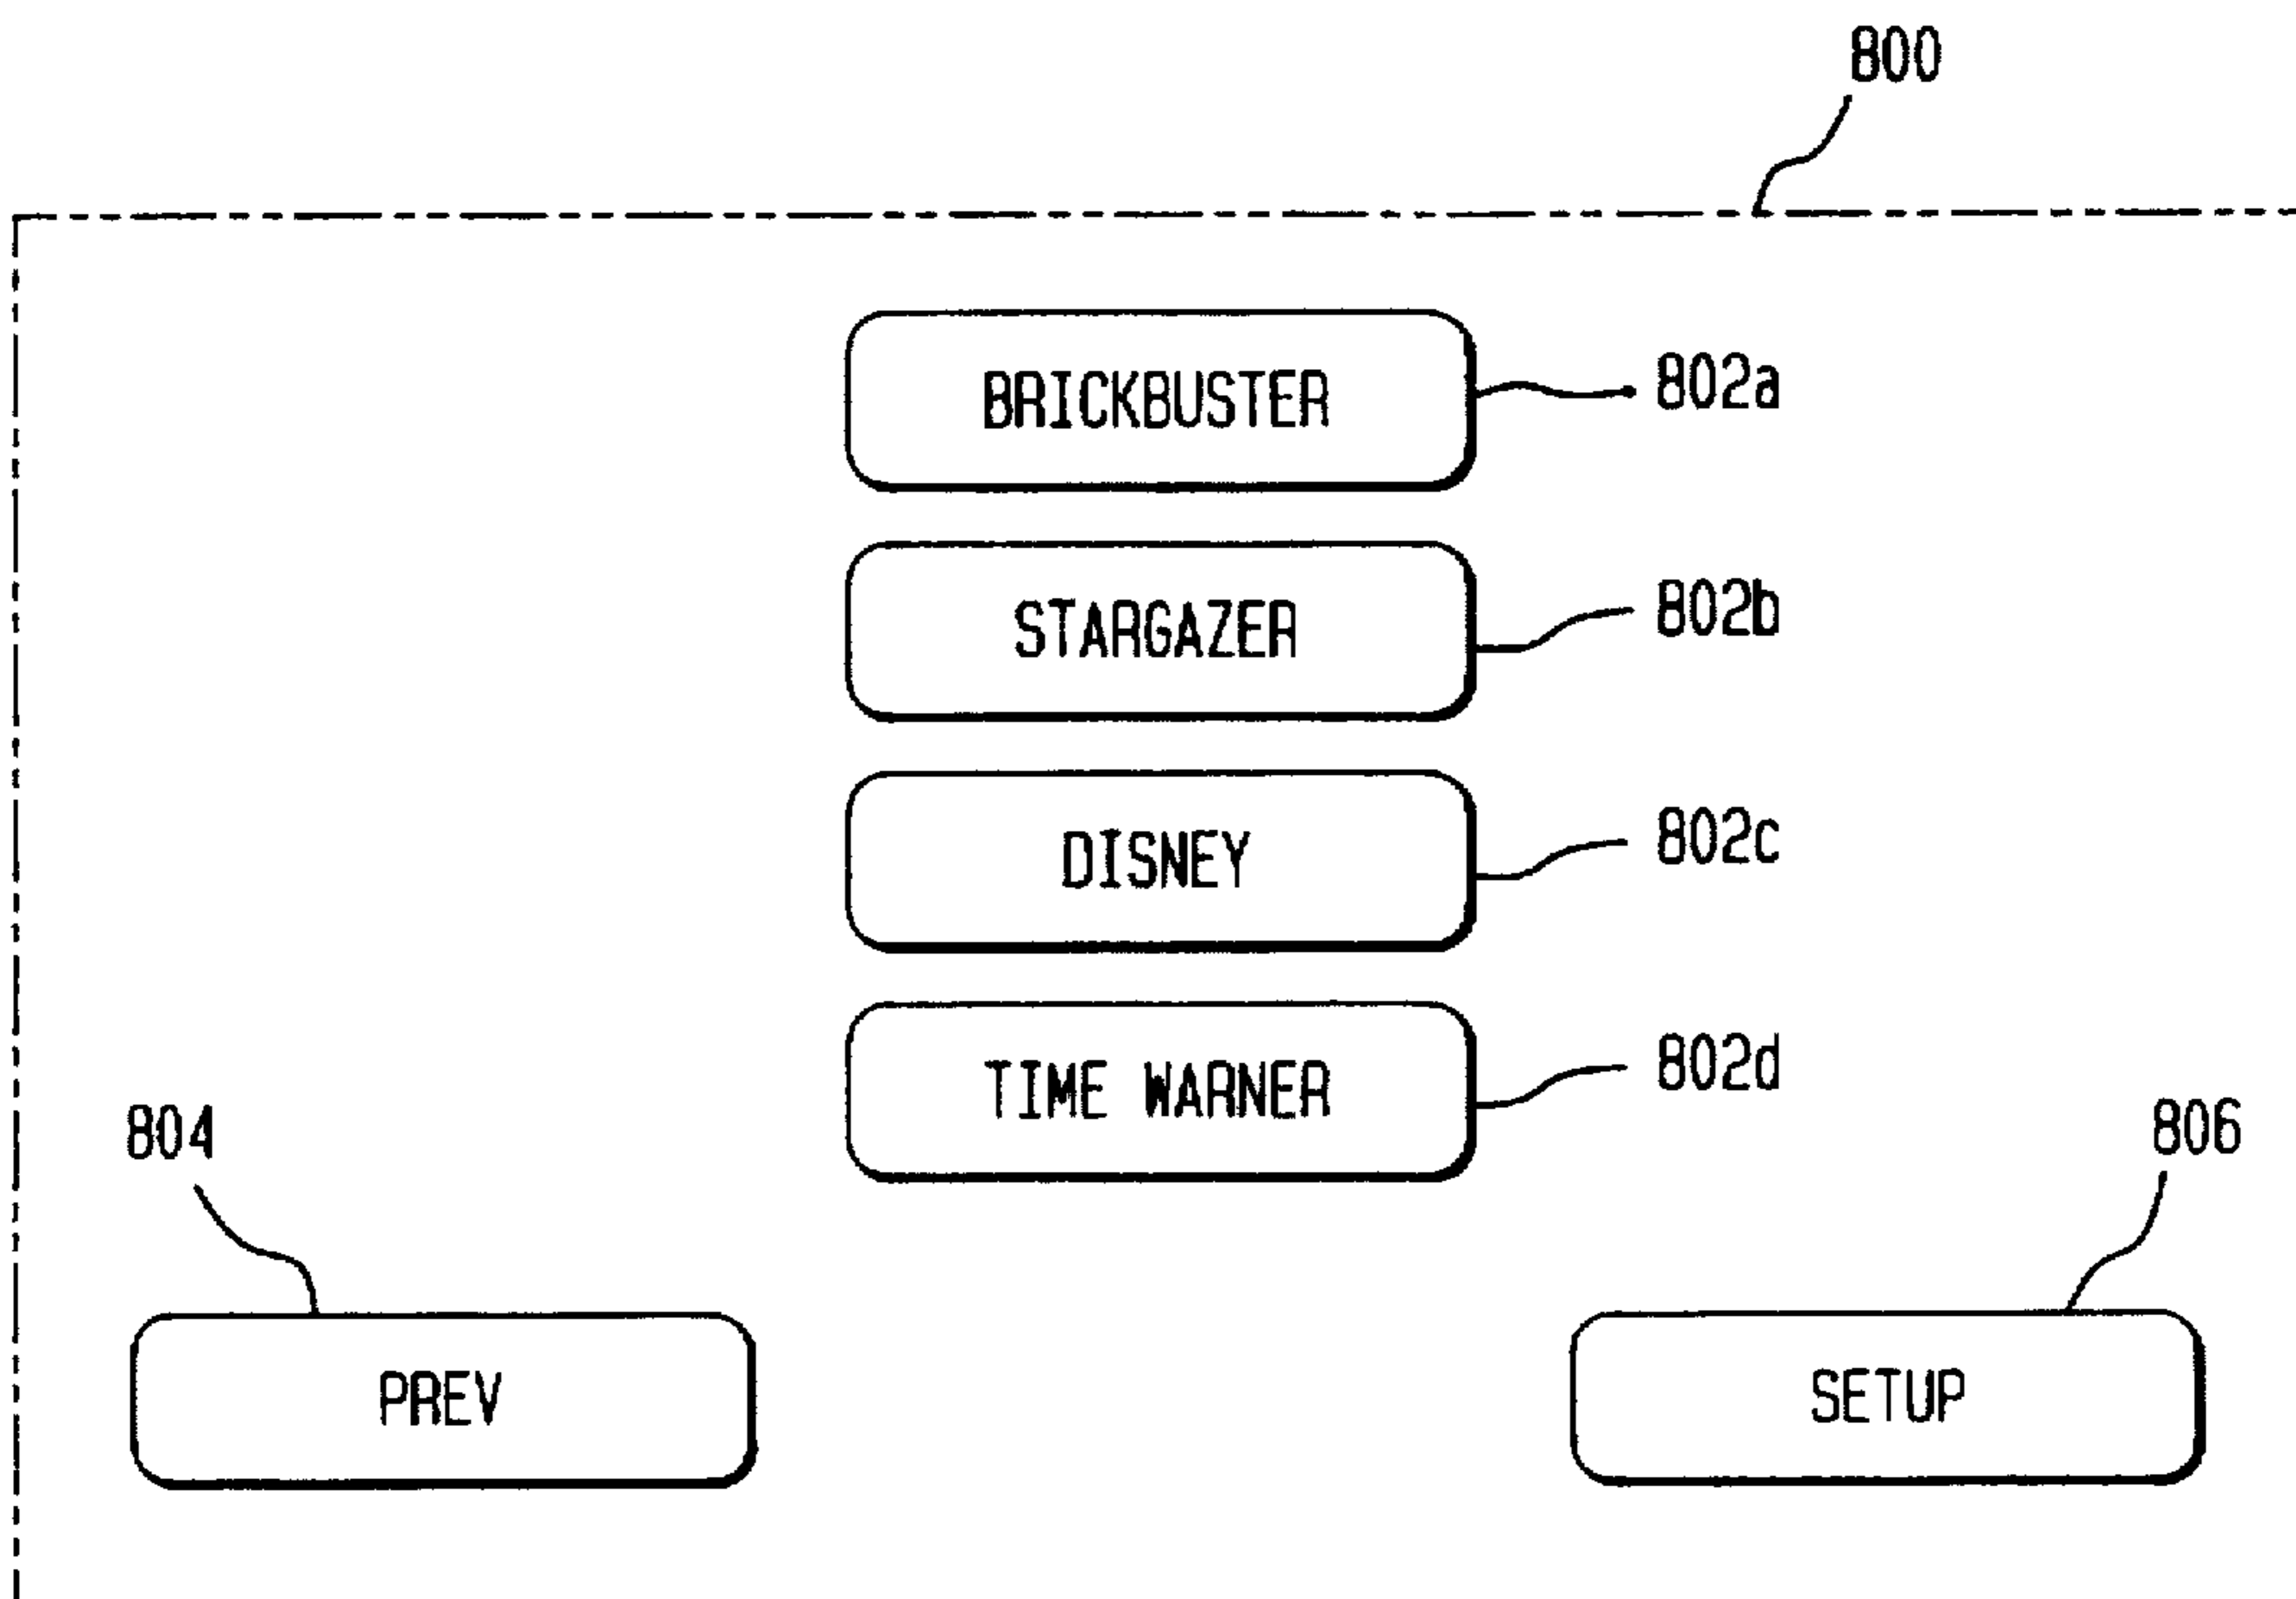 800
BRICKBUSTER 802a
STARGAZER 802b
DISNEY 802c
TIME WARNER 802d
804 806
PREV SETUP